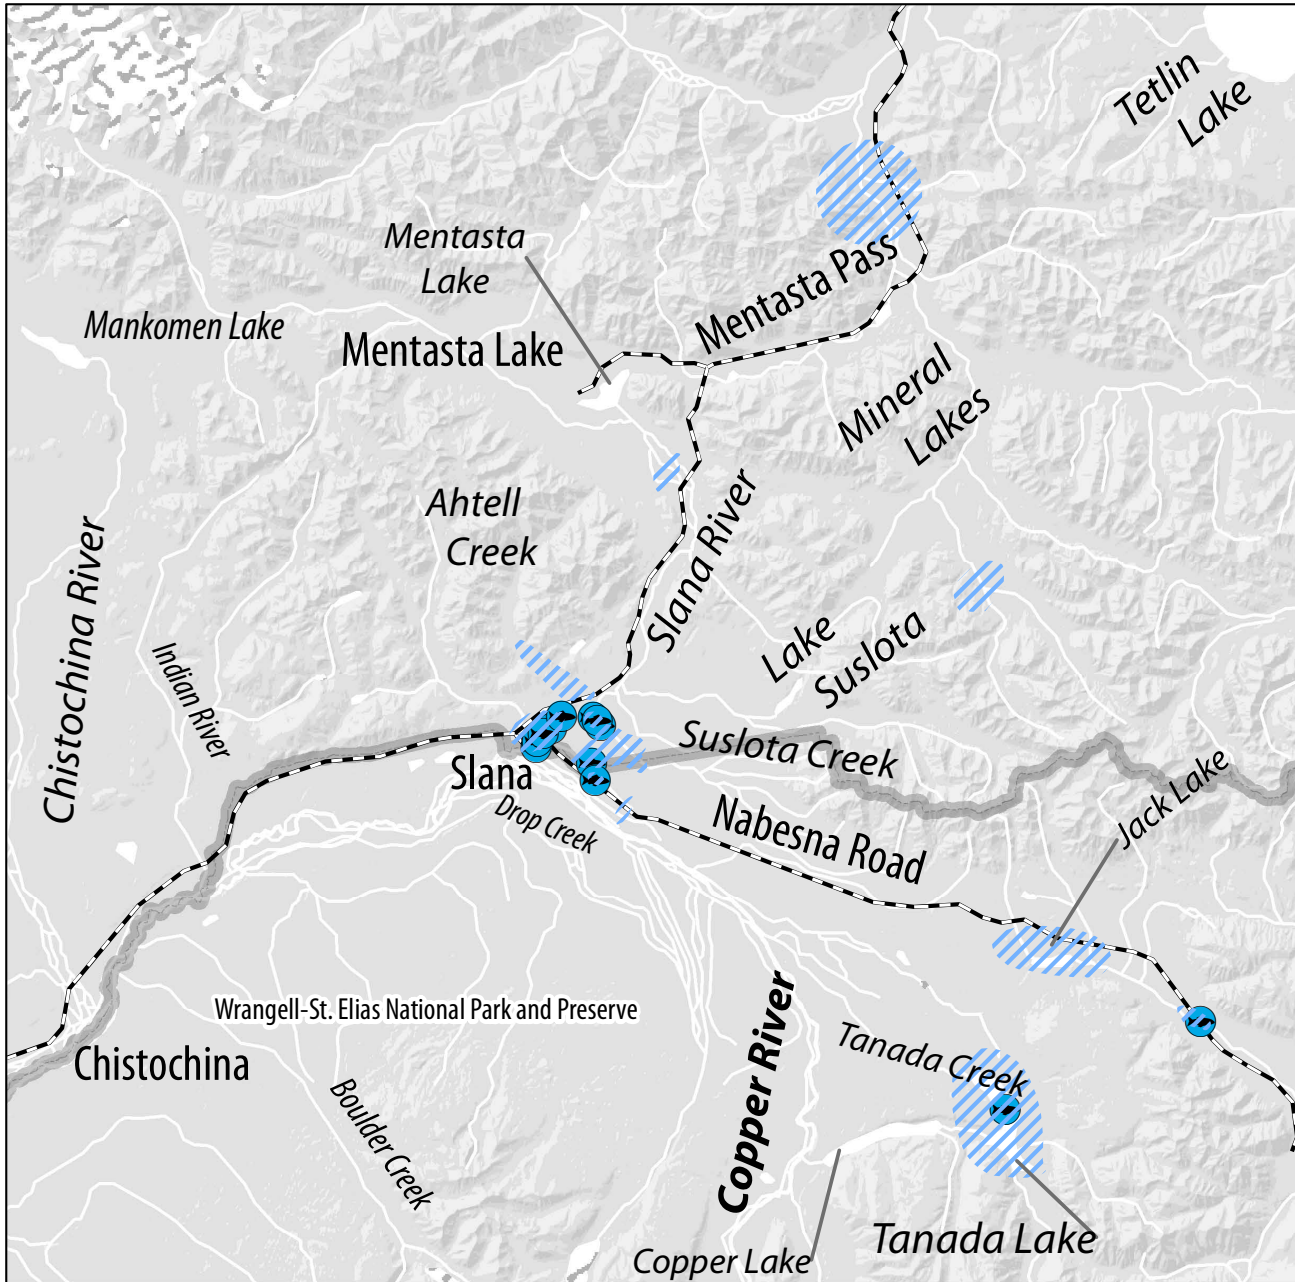 Tetlin
Lake
Mentasta
Lake
Mentasta Pass
Mankomen Lake
Mentasta Lake
Mineral
Lakes
Ahtell
Creek
Slana River
Chistochina River
Indian River
Lake
Suslota
Suslota Creek
Slana
Drop Creek
Nabesna Road
Jack Lake
Wrangell-St. Elias National Park and Preserve
Copper River
Tanada Creek
Chistochina
Boulder Creek
Tanada Lake
Copper Lake